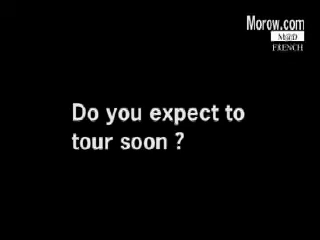 Morow.com
M@D
FRENCH
Do you expect to
tour soon ?